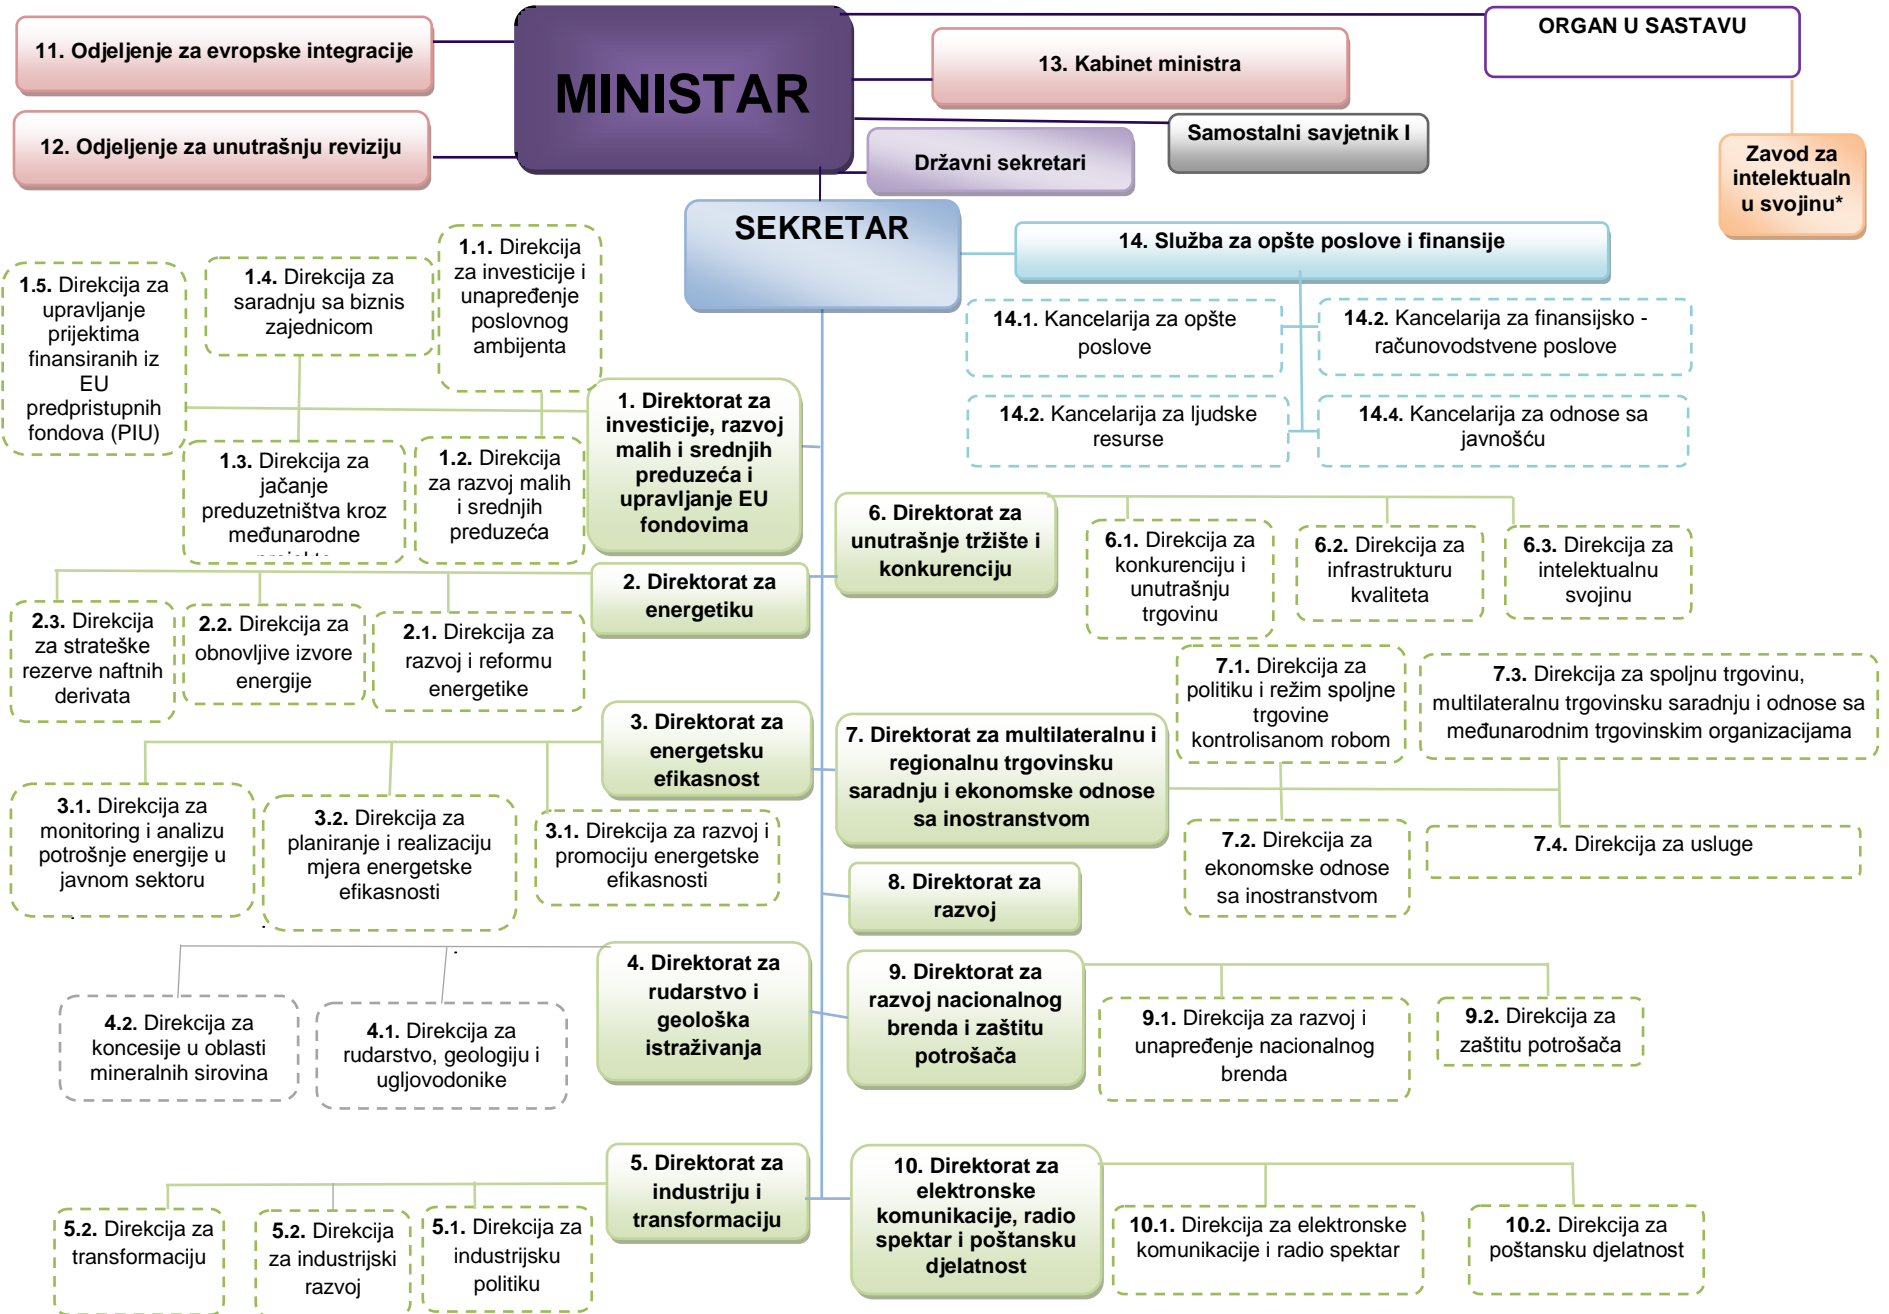 11. Odjeljenje za evropske integracije
12. Odjeljenje za unutrašnju reviziju
MINISTAR
13. Kabinet ministra
Samostalni savjetnik I
Državni sekretari
ORGAN U SASTAVU
Zavod za
intelektualn
u svojinu*
SEKRETAR
14. Služba za opšte poslove i finansije
14.1. Kancelarija za opšte
poslove
14.2. Kancelarija za finansijsko -
računovodstvene poslove
14.2. Kancelarija za ljudske
resurse
14.4. Kancelarija za odnose sa
javnošću
1.5. Direkcija za
upravljanje
prijektima
finansiranih iz
EU
predpristupnih
fondova (PIU)
1.4. Direkcija za
saradnju sa biznis
zajednicom
1.1. Direkcija
za investicije i
unapređenje
poslovnog
ambijenta
1.3. Direkcija za
jačanje
preduzetništva kroz
međunarodne
1.2. Direkcija
za razvoj malih
i srednjih
preduzeća
1. Direktorat za
investicije, razvoj
malih i srednjih
preduzeća i
upravljanje EU
fondovima
2. Direktorat za
energetiku
2.3. Direkcija
za strateške
rezerve naftnih
derivata
2.2. Direkcija za
obnovljive izvore
energije
2.1. Direkcija za
razvoj i reformu
energetike
3. Direktorat za
energetsku
efikasnost
3.1. Direkcija za
monitoring i analizu
potrošnje energije u
javnom sektoru
3.2. Direkcija za
planiranje i realizaciju
mjera energetske
efikasnosti
3.1. Direkcija za razvoj i
promociju energetske
efikasnosti
4. Direktorat za
rudarstvo i
geološka
istraživanja
4.2. Direkcija za
koncesije u oblasti
mineralnih sirovina
4.1. Direkcija za
rudarstvo, geologiju i
ugljovodonike
5. Direktorat za
industriju i
transformaciju
5.2. Direkcija za
transformaciju
5.2. Direkcija
za industrijski
razvoj
5.1. Direkcija za
industrijsku
politiku
6. Direktorat za
unutrašnje tržište i
konkurenciju
6.1. Direkcija za
konkurenciju i
unutrašnju
trgovinu
6.2. Direkcija za
infrastrukturu
kvaliteta
6.3. Direkcija za
intelektualnu
svojinu
7. Direktorat za multilateralnu i
regionalnu trgovinsku
saradnju i ekonomske odnose
sa inostranstvom
7.1. Direkcija za
politiku i režim spoljne
trgovine
kontrolisanom robom
7.3. Direkcija za spoljnu trgovinu,
multilateralnu trgovinsku saradnju i odnose sa
međunarodnim trgovinskim organizacijama
7.2. Direkcija za
ekonomske odnose
sa inostranstvom
7.4. Direkcija za usluge
8. Direktorat za
razvoj
9. Direktorat za
razvoj nacionalnog
brenda i zaštitu
potrošača
9.1. Direkcija za razvoj i
unapređenje nacionalnog
brenda
9.2. Direkcija za
zaštitu potrošača
10. Direktorat za
elektronske
komunikacije, radio
spektar i poštansku
djelatnost
10.1. Direkcija za elektronske
komunikacije i radio spektar
10.2. Direkcija za
poštansku djelatnost